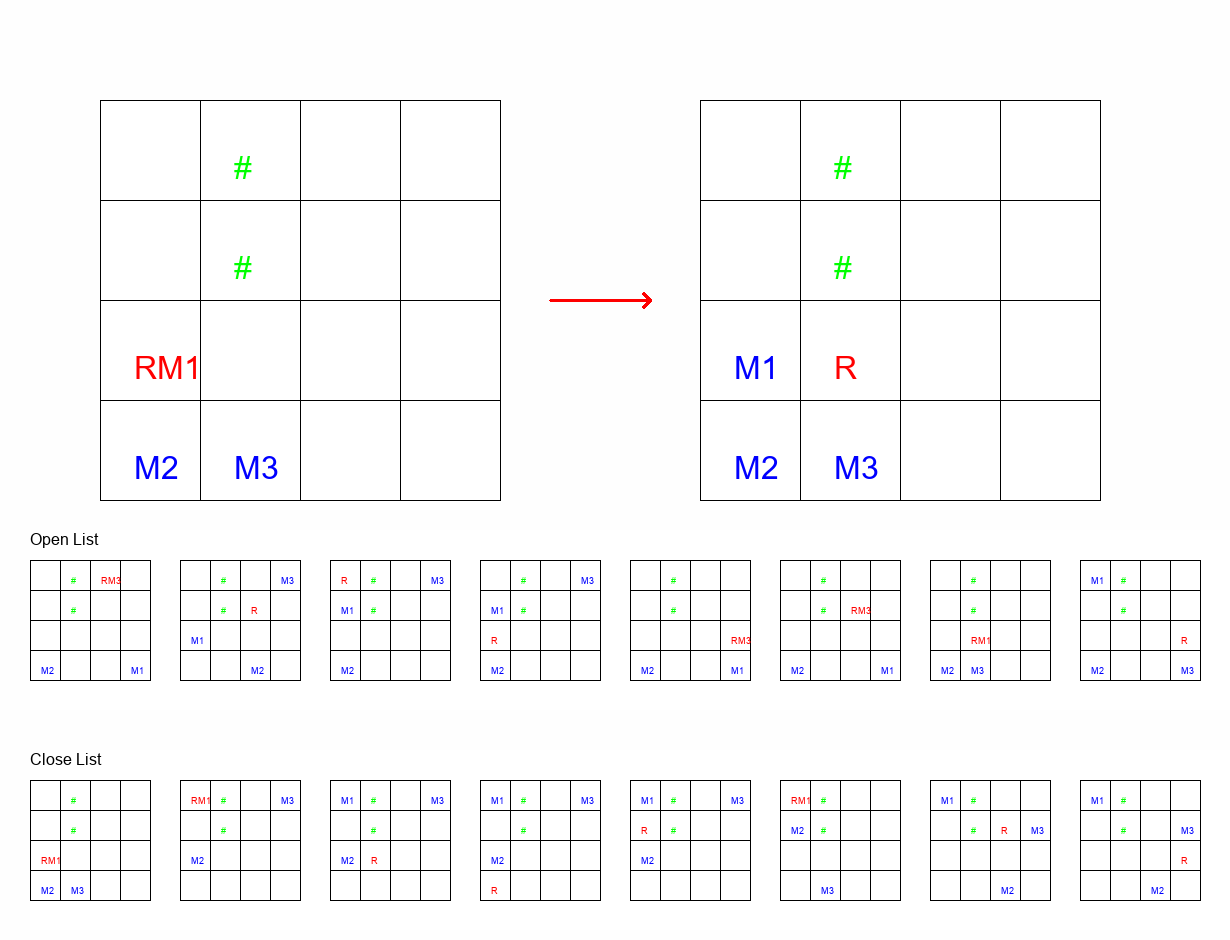 # #
# #
RM1 M1 R
M2 M3 M2 M3
Open List
# RM3 # M3 R # M3 # M3 # # # M1 #
# # R M1 # M1 # # # RM3 # #
M1 R RM3 RM1 R
M2 M1 M2 M2 M2 M2 M1 M2 M1 M2 M3 M2 M3
Close List
# RM1 # M3 M1 # M3 M1 # M3 M1 # M3 RM1 # M1 # M1 #
# # # # R # M2 # # R M3 # M3
RM1 M2 M2 R M2 M2 R
M2 M3 R M3 M2 M2